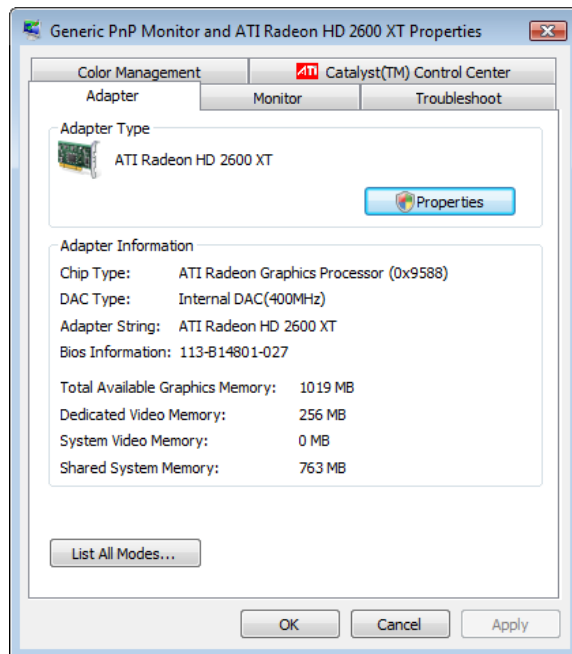 Generic PnP Monitor and ATI Radeon HD 2600 XT Properties
Color Management
ATI Catalyst(TM) Control Center
Adapter
Monitor
Troubleshoot
Adapter Type
ATI Radeon HD 2600 XT
Properties
Adapter Information
Chip Type: ATI Radeon Graphics Processor (0x9588)
DAC Type: Internal DAC(400MHz)
Adapter String: ATI Radeon HD 2600 XT
Bios Information: 113-B14801-027
Total Available Graphics Memory: 1019 MB
Dedicated Video Memory: 256 MB
System Video Memory: 0 MB
Shared System Memory: 763 MB
List All Modes...
OK Cancel Apply